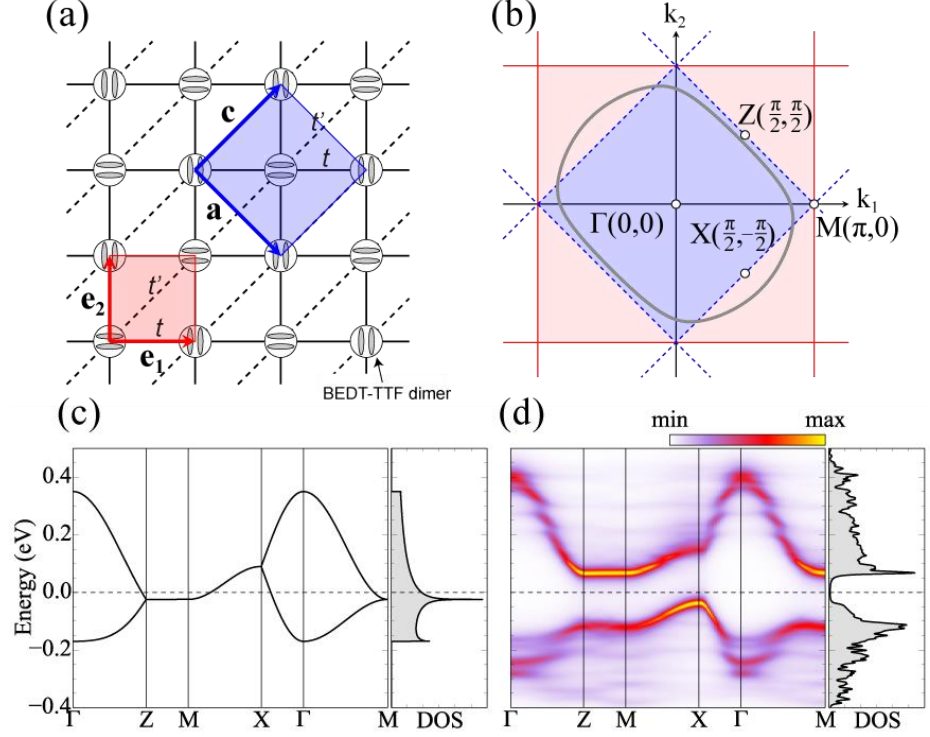 (a)
c
t'
t
a
e₂
t'
t
e₁
BEDT-TTF dimer
(b)
k₂
Z(π/2,π/2)
k₁
Γ(0,0)
X(π/2,−π/2)
M(π,0)
(c)
0.4
0.2
0.0
−0.2
−0.4
Energy (eV)
Γ Z M X Γ M DOS
(d)
min max
Γ Z M X Γ M DOS